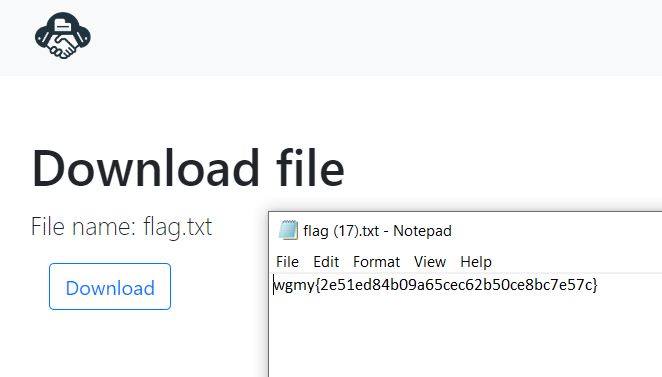 Download file
File name: flag.txt
Download
flag (17).txt - Notepad
File Edit Format View Help
wgmy{2e51ed84b09a65cec62b50ce8bc7e57c}